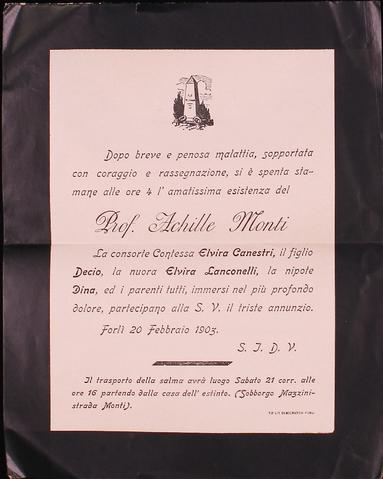 Dopo breve e penosa malattia, sopportata
con coraggio e rassegnazione, si è spenta sta-
mane alle ore 4 l' amatissima esistenza del
Prof. Achille Monti
La consorte Contessa Elvira Canestri, il figlio
Decio, la nuora Elvira Lanconelli, la nipote
Dina, ed i parenti tutti, immersi nel più profondo
dolore, partecipano alla S. V. il triste annunzio.
Forlì 20 Febbraio 1903.
S. I. D. V.
Il trasporto della salma avrà luogo Sabato 21 corr. alle
ore 16 partendo dalla casa dell' estinto. (Sobborgo Mazzini-
strada Monti).